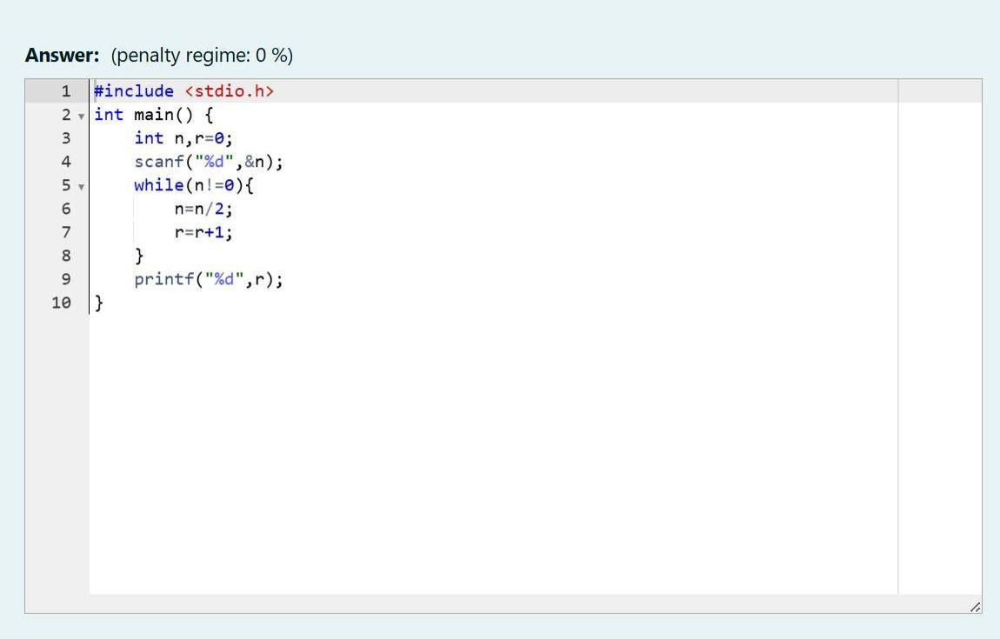 Answer: (penalty regime: 0 %)
1 #include <stdio.h>
2 int main() {
3     int n,r=0;
4     scanf("%d",&n);
5     while(n!=0){
6         n=n/2;
7         r=r+1;
8     }
9     printf("%d",r);
10 }